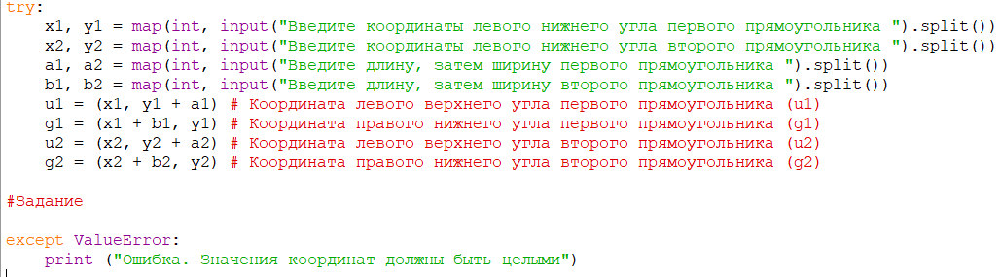 try:
    x1, y1 = map(int, input("Введите координаты левого нижнего угла первого прямоугольника ").split())
    x2, y2 = map(int, input("Введите координаты левого нижнего угла второго прямоугольника ").split())
    a1, a2 = map(int, input("Введите длину, затем ширину первого прямоугольника ").split())
    b1, b2 = map(int, input("Введите длину, затем ширину второго прямоугольника ").split())
    u1 = (x1, y1 + a1) # Координата левого верхнего угла первого прямоугольника (u1)
    g1 = (x1 + b1, y1) # Координата правого нижнего угла первого прямоугольника (g1)
    u2 = (x2, y2 + a2) # Координата левого верхнего угла второго прямоугольника (u2)
    g2 = (x2 + b2, y2) # Координата правого нижнего угла второго прямоугольника (g2)
#Задание
except ValueError:
    print ("Ошибка. Значения координат должны быть целыми")